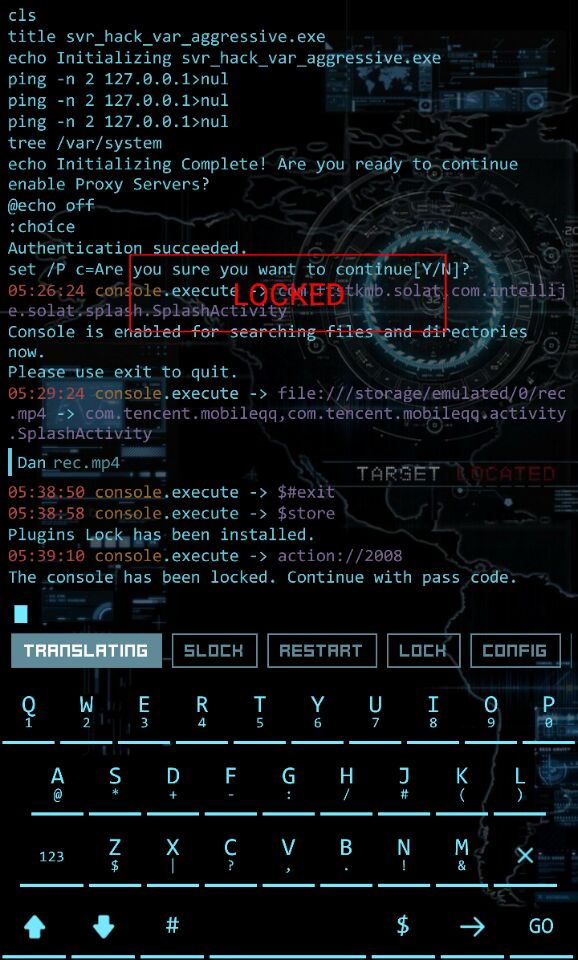 cls
title svr_hack_var_aggressive.exe
echo Initializing svr_hack_var_aggressive.exe
ping -n 2 127.0.0.1>nul
ping -n 2 127.0.0.1>nul
ping -n 2 127.0.0.1>nul
tree /var/system
echo Initializing Complete! Are you ready to continue
enable Proxy Servers?
@echo off
:choice
Authentication succeeded.
set /P c=Are you sure you want to continue[Y/N]?
05:26:24 console.execute -> tkmb.solat,com.intellij
LOCKED
e.solat.splash.SplashActivity
Console is enabled for searching files and directories
now.
Please use exit to quit.
05:29:24 console.execute -> file:///storage/emulated/0/rec
.mp4 -> com.tencent.mobileqq,com.tencent.mobileqq.activity
.SplashActivity
Dan rec.mp4
TARGET LOCATED
05:38:50 console.execute -> $#exit
05:38:58 console.execute -> $store
Plugins Lock has been installed.
05:39:10 console.execute -> action://2008
The console has been locked. Continue with pass code.
TRANSLATING SLOCK RESTART LOCK CONFIG
Q W E R T Y U I O P
1 2 3 4 5 6 7 8 9 0
A S D F G H J K L
@ * + - : / # ( )
123 Z X C V B N M
$ | ? , . ! &
# $ GO